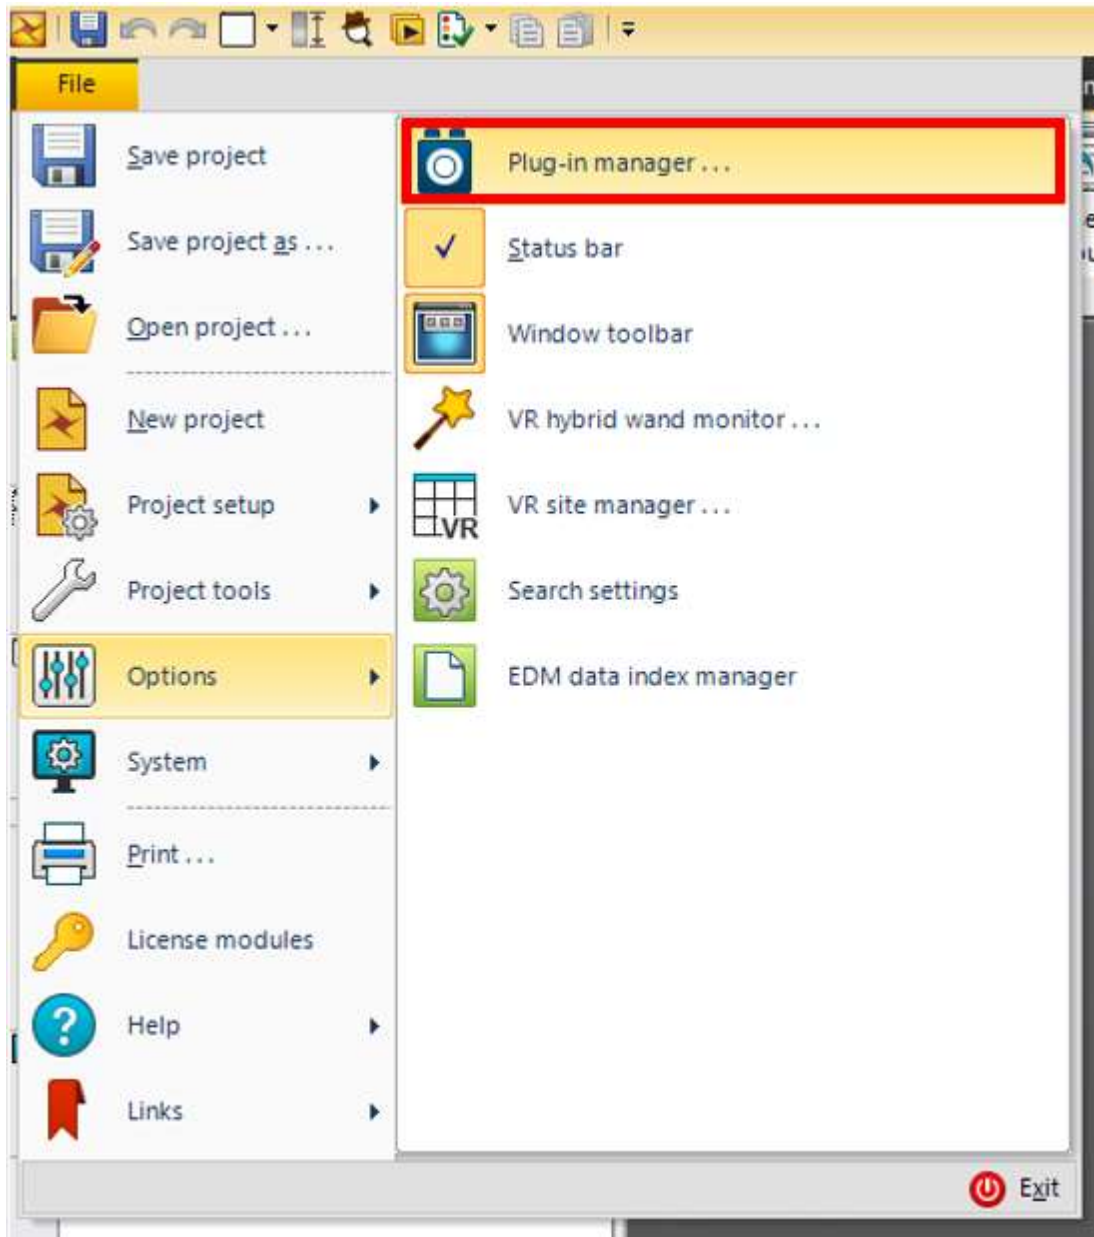 File
Save project
Save project as ...
Open project ...
New project
Project setup
Project tools
Options
System
Print ...
License modules
Help
Links
Plug-in manager ...
Status bar
Window toolbar
VR hybrid wand monitor ...
VR
VR site manager ...
Search settings
EDM data index manager
Exit